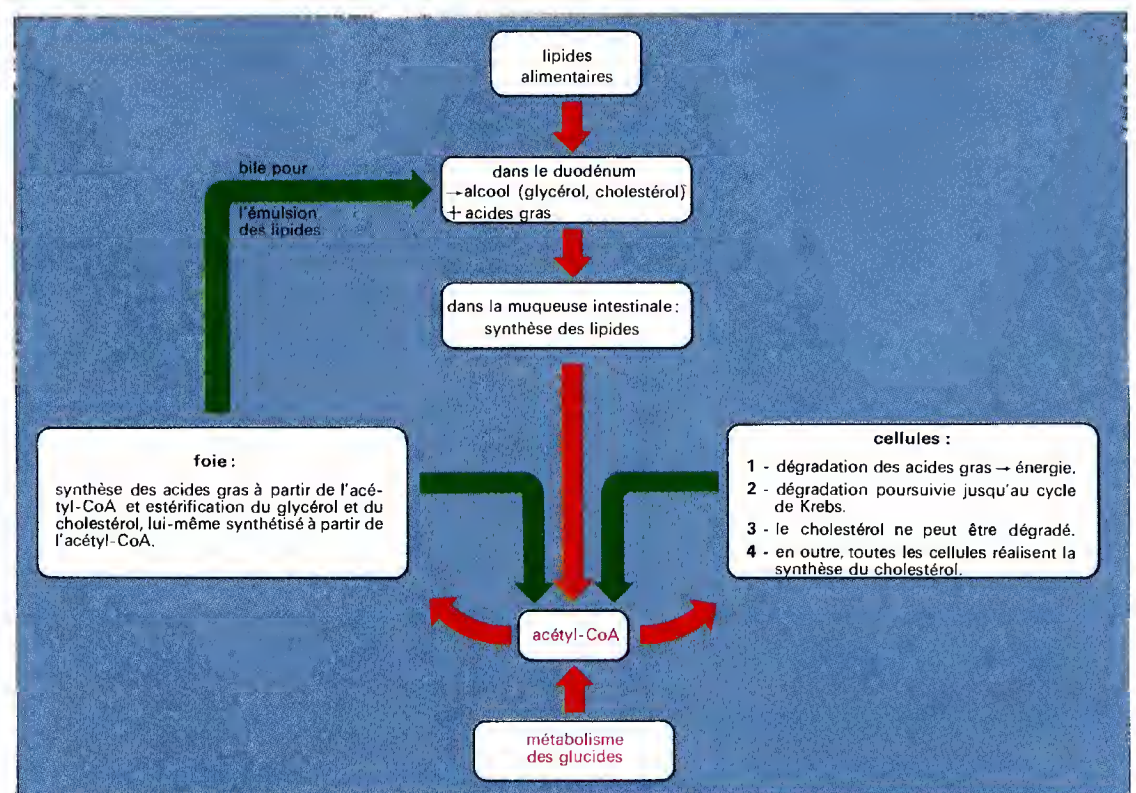 lipides
alimentaires
dans le duodénum
→alcool (glycérol, cholestérol)
+ acides gras
bile pour
l'émulsion
des lipides
dans la muqueuse intestinale :
synthèse des lipides
foie :
synthèse des acides gras à partir de l'acé-
tyl-CoA et estérification du glycérol et du
cholestérol, lui-même synthétisé à partir de
l'acétyl-CoA.
cellules :
1 - dégradation des acides gras → énergie.
2 - dégradation poursuivie jusqu'au cycle
de Krebs.
3 - le cholestérol ne peut être dégradé.
4 - en outre, toutes les cellules réalisent la
synthèse du cholestérol.
acétyl-CoA
métabolisme
des glucides